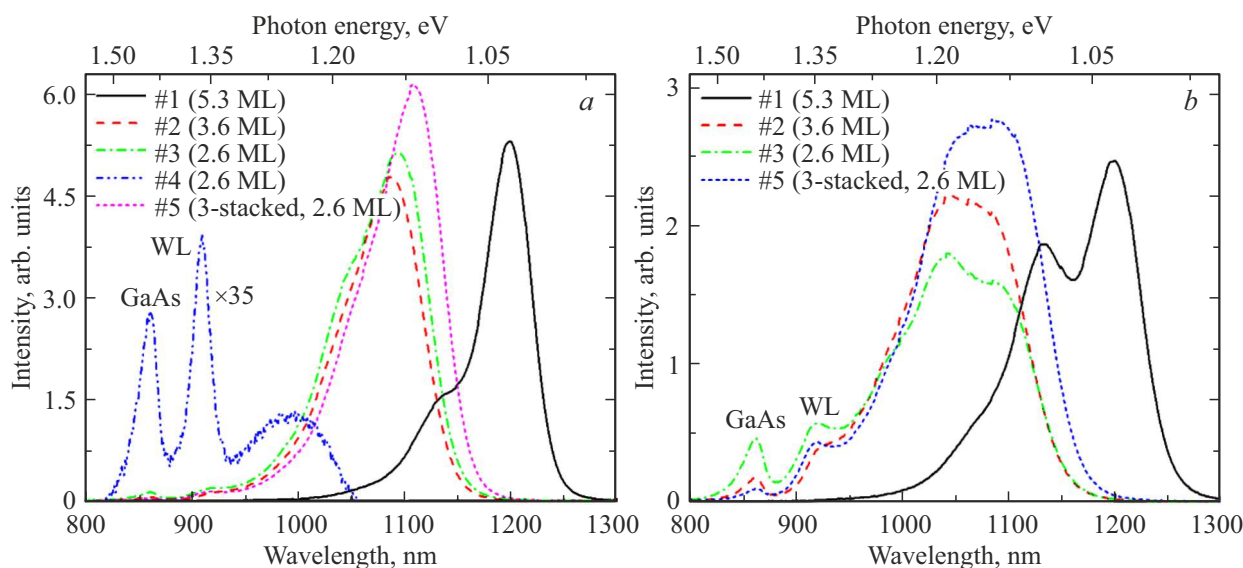 Photon energy, eV
1.50 1.35 1.20 1.05
6.0
4.5
3.0
1.5
0
Intensity, arb. units
#1 (5.3 ML)
#2 (3.6 ML)
#3 (2.6 ML)
#4 (2.6 ML)
#5 (3-stacked, 2.6 ML)
a
WL
GaAs
×35
800 900 1000 1100 1200 1300
Wavelength, nm
Photon energy, eV
1.50 1.35 1.20 1.05
3
2
1
0
Intensity, arb. units
#1 (5.3 ML)
#2 (3.6 ML)
#3 (2.6 ML)
#5 (3-stacked, 2.6 ML)
b
GaAs
WL
800 900 1000 1100 1200 1300
Wavelength, nm